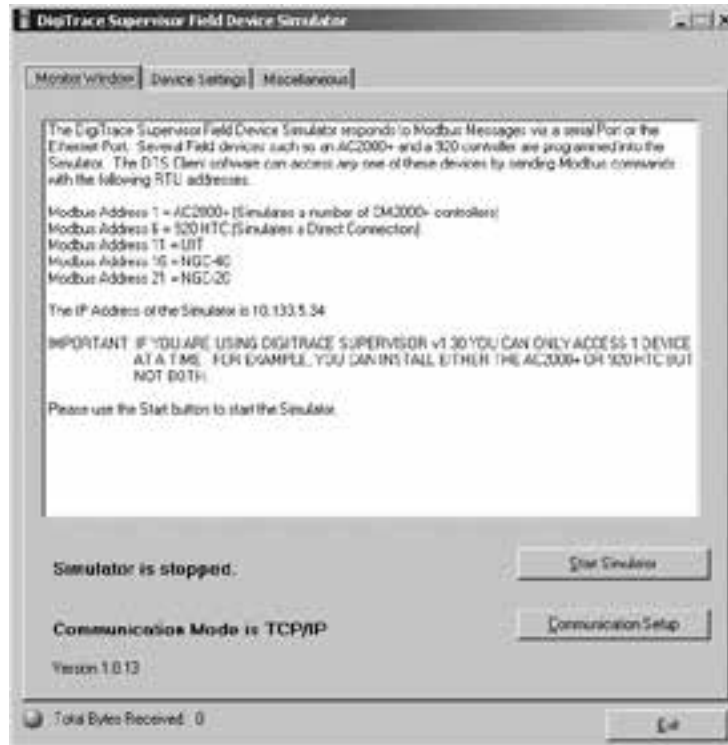 DigiTrace Supervisor Field Device Simulator
Monitor Window Device Settings Miscellaneous
The DigiTrace Supervisor Field Device Simulator responds to Modbus Messages via a serial Port or the
Ethernet Port. Several Field devices such as an AC2000+ and a 920 controller are programmed into the
Simulator. The DTS Client software can access any one of these devices by sending Modbus commands
with the following RTU addresses.
Modbus Address 1 = AC2000+ (Simulates a number of CM2000+ controllers)
Modbus Address 6 = 920 HTC (Simulates a Direct Connection)
Modbus Address 11 = UIT
Modbus Address 16 = NGC-40
Modbus Address 21 = NGC-20
The IP Address of the Simulator is 10.133.5.34
IMPORTANT: IF YOU ARE USING DIGITRACE SUPERVISOR v1.30 YOU CAN ONLY ACCESS 1 DEVICE
AT A TIME. FOR EXAMPLE, YOU CAN INSTALL EITHER THE AC2000+ OR 920 HTC BUT
NOT BOTH.
Please use the Start button to start the Simulator.
Simulator is stopped.
Start Simulator
Communication Mode is TCP/IP
Communication Setup
Version 1.0.13
Total Bytes Received: 0
Exit